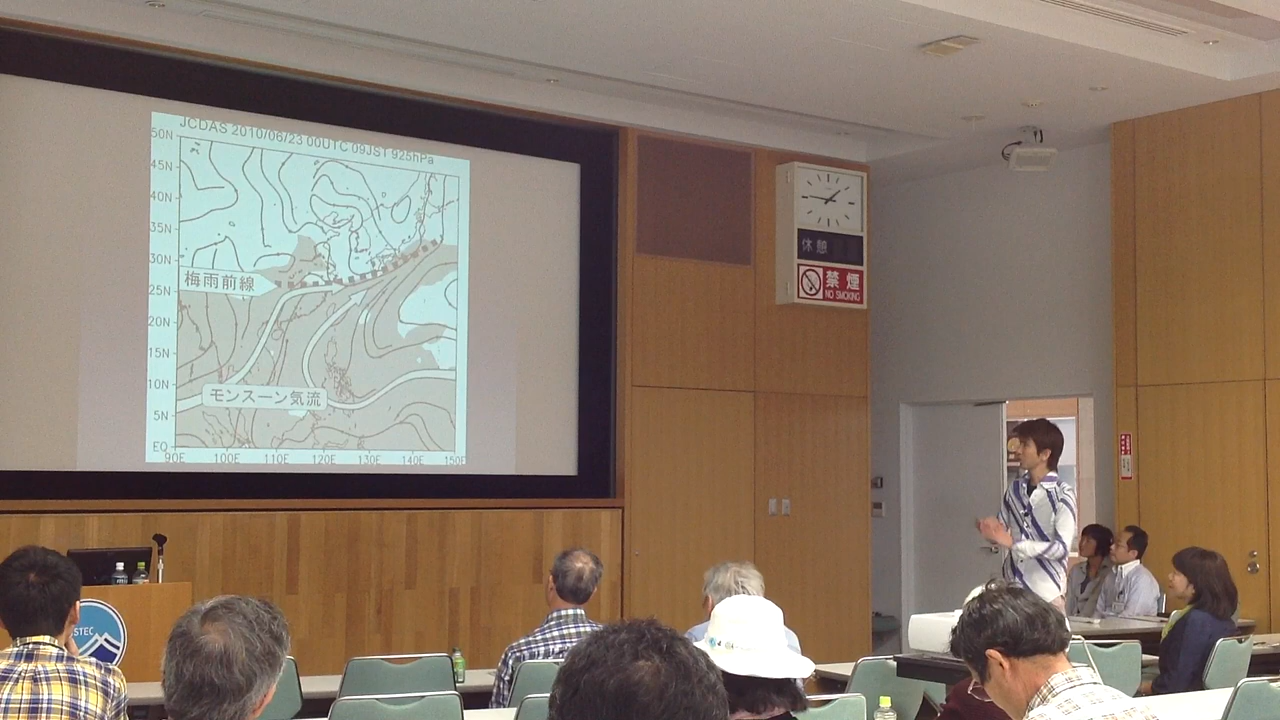 JCDAS 2010/06/23 00UTC 09JST 925hPa
50N
45N
40N
35N
30N
梅雨前線
25N
20N
15N
10N
モンスーン気流
5N
EQ
90E 100E 110E 120E 130E 140E 150E
休憩
禁煙
NO SMOKING
STEC